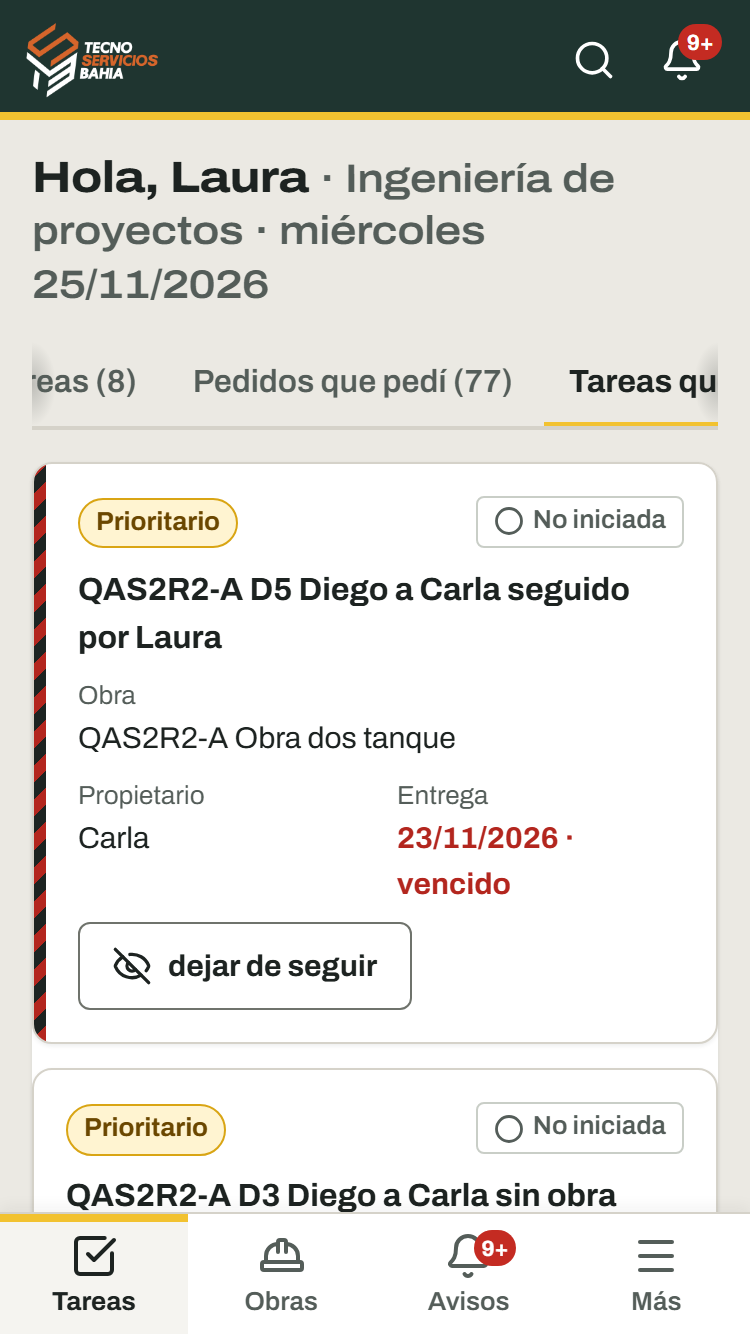 TECNO
SERVICIOS
BAHIA
9+
Hola, Laura · Ingeniería de
proyectos · miércoles
25/11/2026
reas (8)
Pedidos que pedí (77)
Tareas qu
Prioritario
No iniciada
QAS2R2-A D5 Diego a Carla seguido
por Laura
Obra
QAS2R2-A Obra dos tanque
Propietario
Entrega
Carla
23/11/2026 ·
vencido
dejar de seguir
Prioritario
No iniciada
QAS2R2-A D3 Diego a Carla sin obra
9+
Tareas
Obras
Avisos
Más